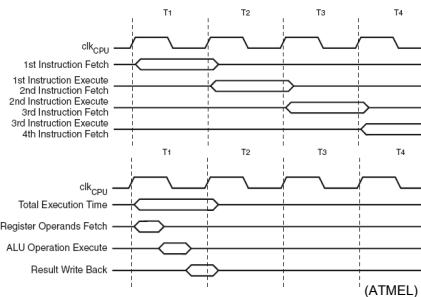 T1 T2 T3 T4
clkCPU
1st Instruction Fetch
1st Instruction Execute
2nd Instruction Fetch
2nd Instruction Execute
3rd Instruction Fetch
3rd Instruction Execute
4th Instruction Fetch
T1 T2 T3 T4
clkCPU
Total Execution Time
Register Operands Fetch
ALU Operation Execute
Result Write Back
(ATMEL)